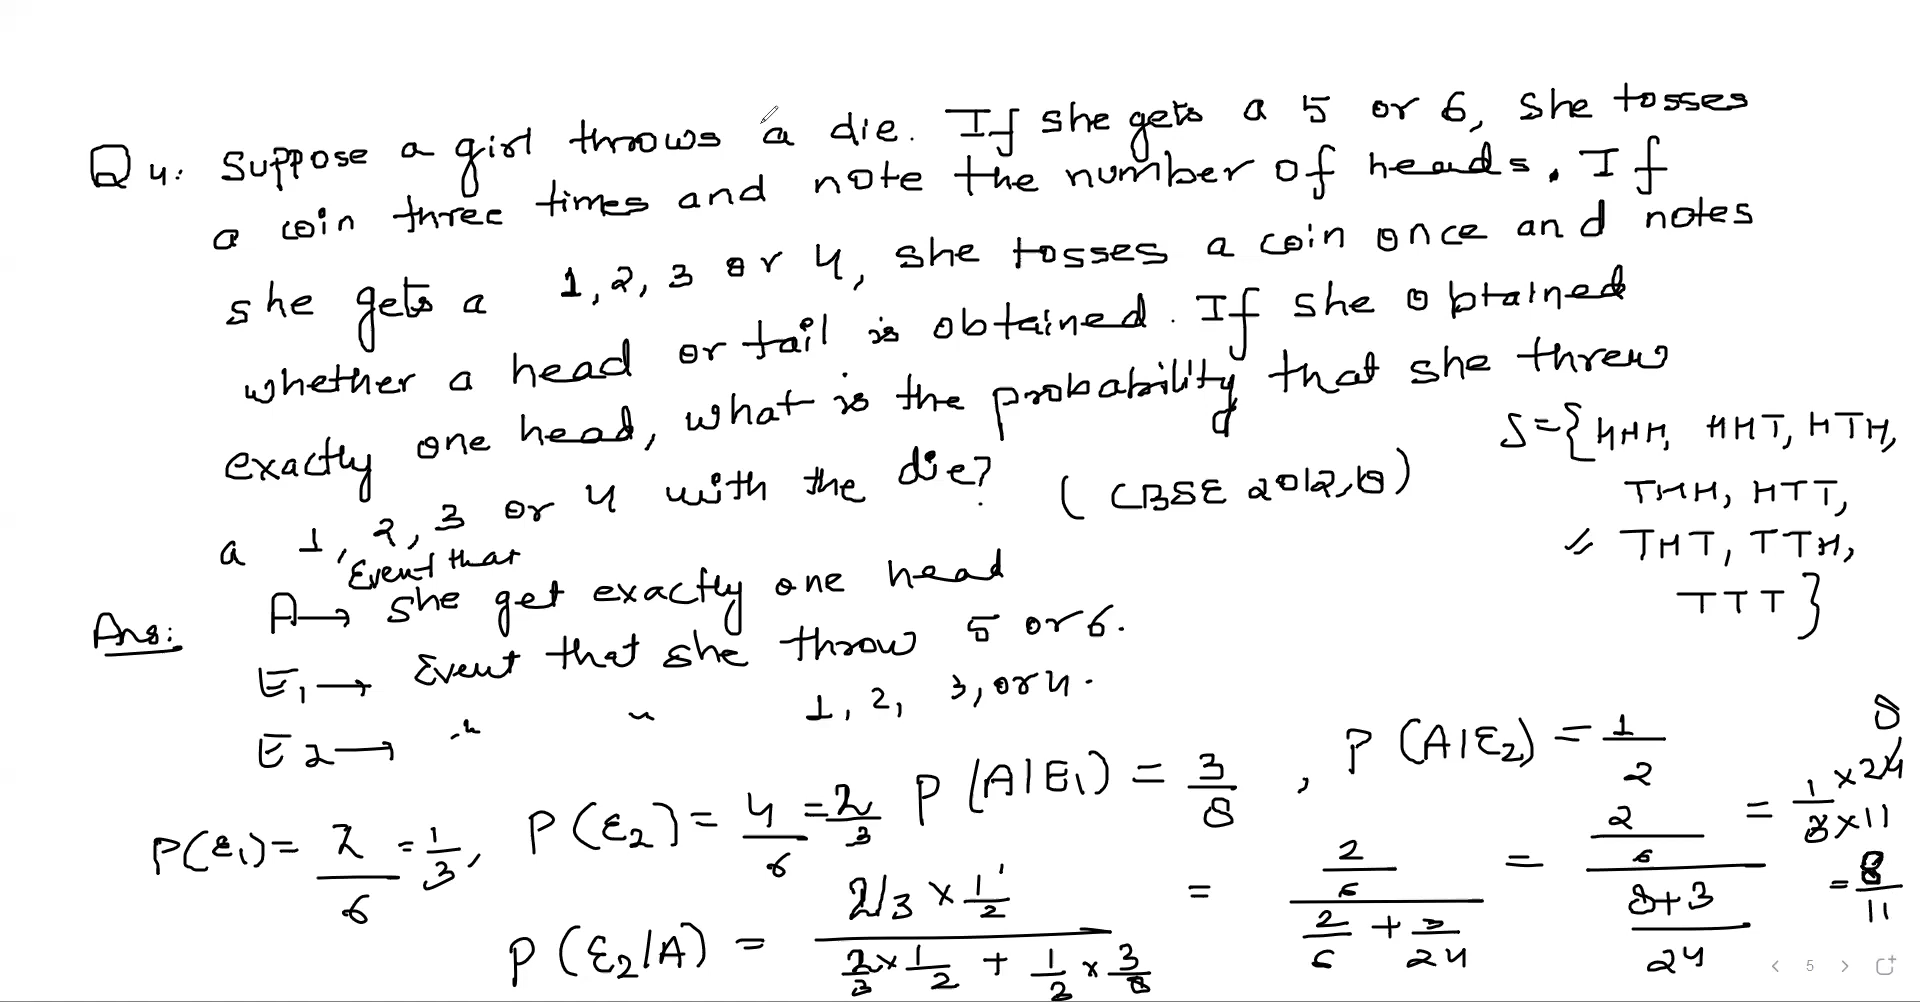 Q4. Suppose a girl throws a die. If she gets a 5 or 6, she tosses
a coin three times and note the number of heads. If
she gets a 1, 2, 3 or 4, she tosses a coin once and notes
whether a head or tail is obtained. If she obtained
exactly one head, what is the probability that she threw
a 1, 2, 3 or 4 with the die? (CBSE 2012,18)
S={HHH, HHT, HTH,
THH, HTT,
THT, TTH,
TTT}
Ans: A→ Event that she get exactly one head
E₁→ Event that she throw 5 or 6.
E2→ " " 1, 2, 3, or 4.
P(E₁)= 2/6 = 1/3, P(E₂)= 4/6 = 2/3 P(A|E₁) = 3/8, P(A|E₂) = 1/2
P(E₂/A) = (2/3 × 1/2) / (2/3 × 1/2 + 1/3 × 3/8) = (2/6) / (2/6 + 3/24) = (2/6) / ((8+3)/24) = (1 × 24)/(3 × 11)
8
= 8/11
5